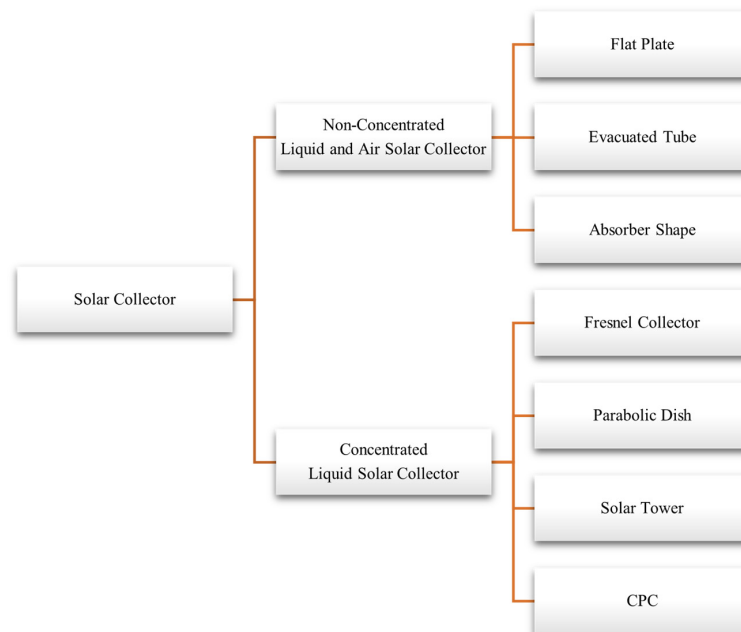 Solar Collector
Non-Concentrated
Liquid and Air Solar Collector
Flat Plate
Evacuated Tube
Absorber Shape
Concentrated
Liquid Solar Collector
Fresnel Collector
Parabolic Dish
Solar Tower
CPC